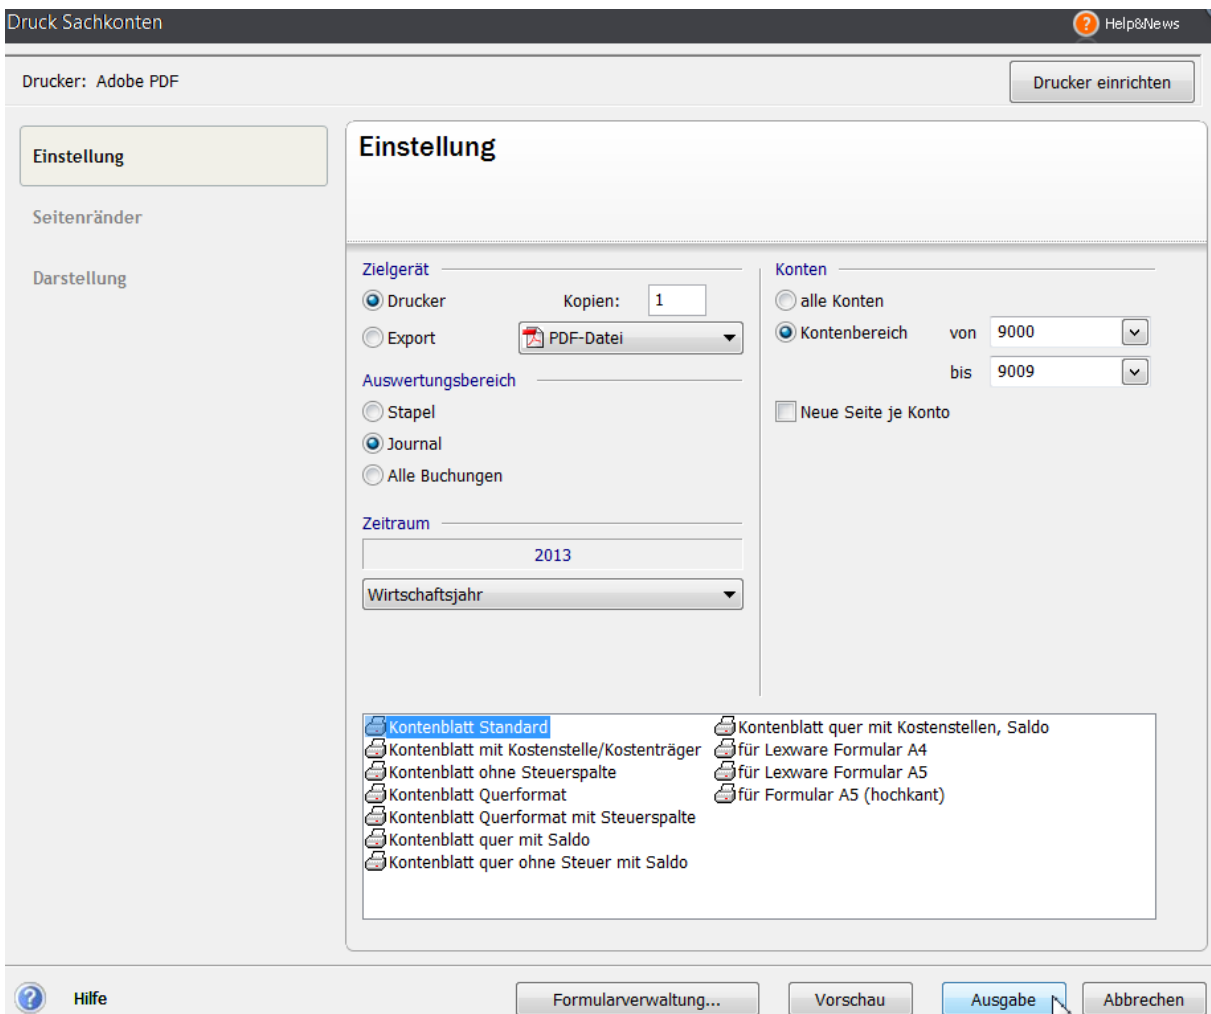 Druck Sachkonten
Help&News
Drucker: Adobe PDF
Drucker einrichten
Einstellung
Seitenränder
Darstellung
Einstellung
Zielgerät
Drucker Kopien: 1
Export PDF-Datei
Auswertungsbereich
Stapel
Journal
Alle Buchungen
Zeitraum
2013
Wirtschaftsjahr
Konten
alle Konten
Kontenbereich von 9000
bis 9009
Neue Seite je Konto
Kontenblatt Standard
Kontenblatt mit Kostenstelle/Kostenträger
Kontenblatt ohne Steuerspalte
Kontenblatt Querformat
Kontenblatt Querformat mit Steuerspalte
Kontenblatt quer mit Saldo
Kontenblatt quer ohne Steuer mit Saldo
Kontenblatt quer mit Kostenstellen, Saldo
für Lexware Formular A4
für Lexware Formular A5
für Formular A5 (hochkant)
Hilfe
Formularverwaltung...
Vorschau
Ausgabe
Abbrechen